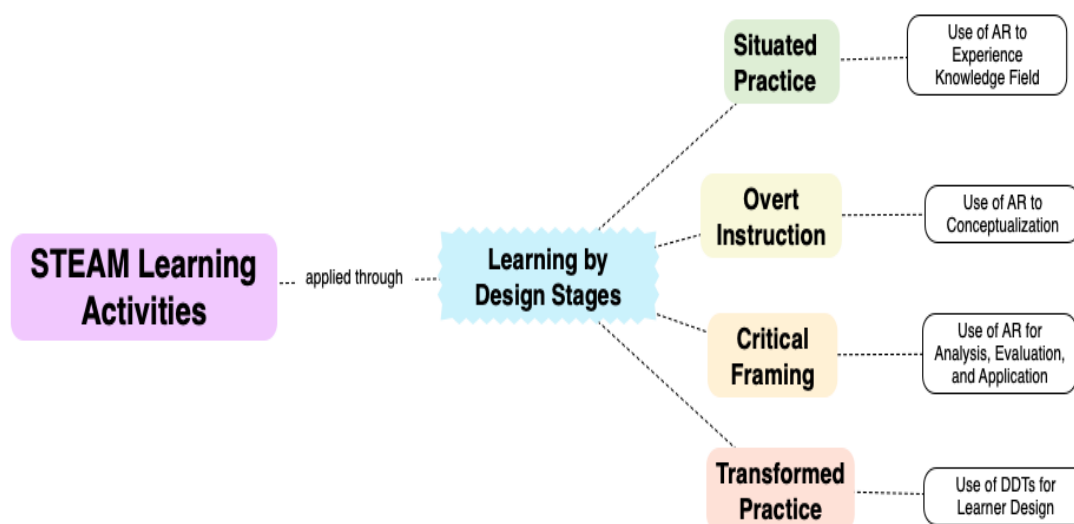 STEAM Learning
Activities
applied through
Learning by
Design Stages
Situated
Practice
Use of AR to
Experience
Knowledge Field
Overt
Instruction
Use of AR to
Conceptualization
Critical
Framing
Use of AR for
Analysis, Evaluation,
and Application
Transformed
Practice
Use of DDTs for
Learner Design